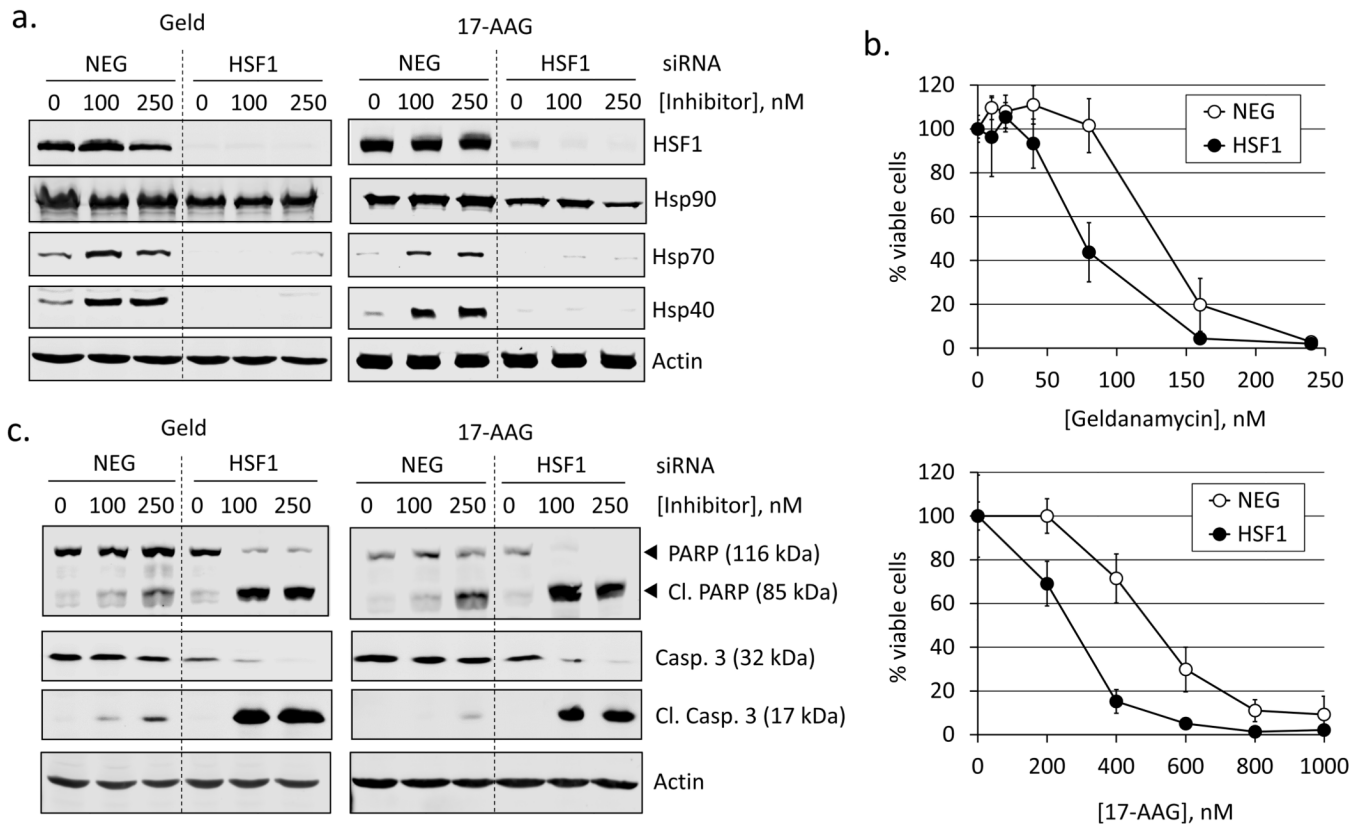 a.
Geld 17-AAG
NEG HSF1 NEG HSF1 siRNA
0 100 250 0 100 250 0 100 250 0 100 250 [Inhibitor], nM
HSF1
Hsp90
Hsp70
Hsp40
Actin
b.
120
100
80
60
40
20
0
% viable cells
NEG
HSF1
0 50 100 150 200 250
[Geldanamycin], nM
120
100
80
60
40
20
0
% viable cells
NEG
HSF1
0 200 400 600 800 1000
[17-AAG], nM
c.
Geld 17-AAG
NEG HSF1 NEG HSF1 siRNA
0 100 250 0 100 250 0 100 250 0 100 250 [Inhibitor], nM
PARP (116 kDa)
Cl. PARP (85 kDa)
Casp. 3 (32 kDa)
Cl. Casp. 3 (17 kDa)
Actin